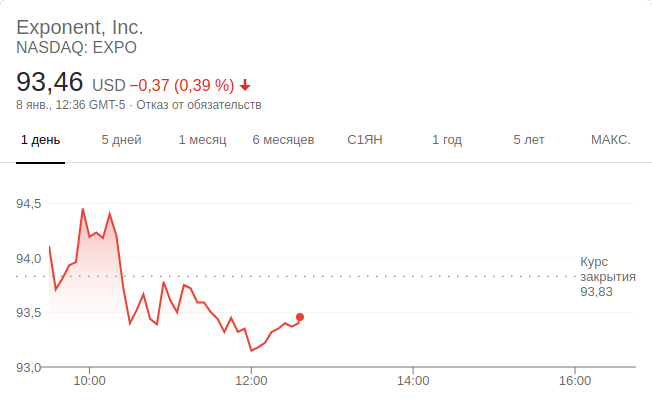 Exponent, Inc.
NASDAQ: EXPO
93,46 USD −0,37 (0,39 %)
8 янв., 12:36 GMT-5 · Отказ от обязательств
1 день 5 дней 1 месяц 6 месяцев С1ЯН 1 год 5 лет МАКС.
94,5
94,0
93,5
93,0
Курс
закрытия
93,83
10:00 12:00 14:00 16:00